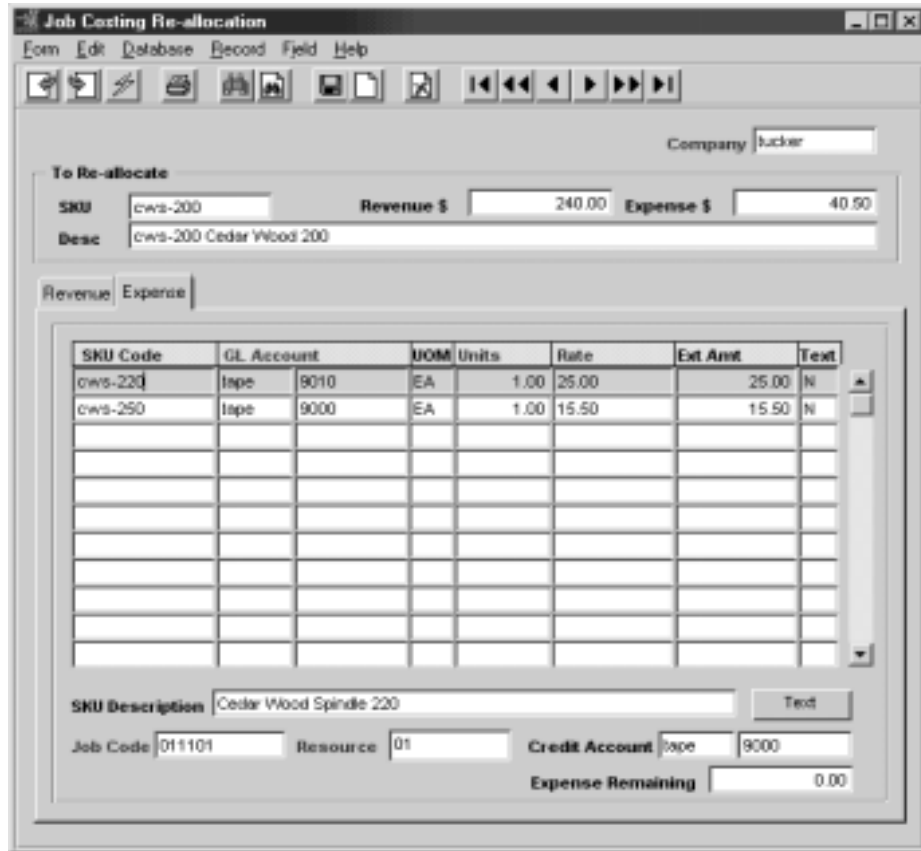 Job Costing Re-allocation
Form Edit Database Record Field Help
Company tucker
To Re-allocate
SKU cws-200 Revenue $ 240.00 Expense $ 40.50
Desc cws-200 Cedar Wood 200
Revenue Expense
SKU Code GL Account UOM Units Rate Ext Amt Text
cws-220 tape 9010 EA 1.00 25.00 25.00 N
cws-250 tape 9000 EA 1.00 15.50 15.50 N
SKU Description Cedar Wood Spindle 220 Text
Job Code 011101 Resource 01 Credit Account tape 9000
Expense Remaining 0.00